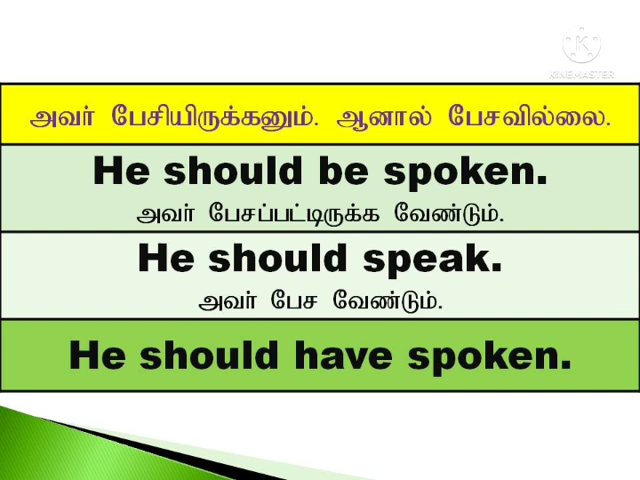 KINEMASTER
அவர் பேசியிருக்கனும். ஆனால் பேசவில்லை.
He should be spoken.
அவர் பேசப்பட்டிருக்க வேண்டும்.
He should speak.
அவர் பேச வேண்டும்.
He should have spoken.